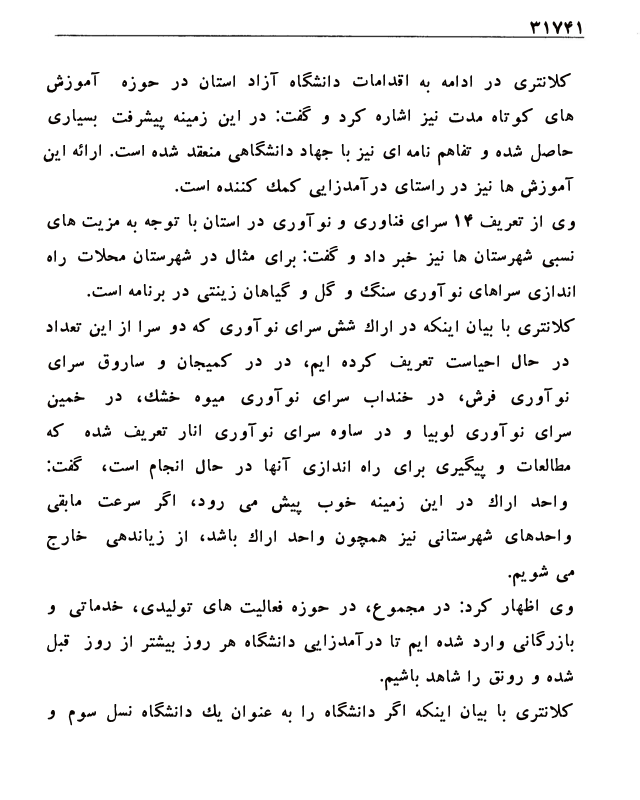 ۳۱۷۴۱
کلانتری در ادامه به اقدامات دانشگاه آزاد استان در حوزه آموزش
های کوتاه مدت نیز اشاره کرد و گفت: در این زمینه پیشرفت بسیاری
حاصل شده و تفاهم نامه ای نیز با جهاد دانشگاهی منعقد شده است. ارائه این
آموزش ها نیز در راستای درآمدزایی کمک کننده است.
وی از تعریف ۱۴ سرای فناوری و نوآوری در استان با توجه به مزیت های
نسبی شهرستان ها نیز خبر داد و گفت: برای مثال در شهرستان محلات راه
اندازی سراهای نوآوری سنگ و گل و گیاهان زینتی در برنامه است.
کلانتری با بیان اینکه در اراک شش سرای نوآوری که دو سرا از این تعداد
در حال احیاست تعریف کرده ایم، در در کمیجان و ساروق سرای
نوآوری فرش، در خنداب سرای نوآوری میوه خشک، در خمین
سرای نوآوری لوبیا و در ساوه سرای نوآوری انار تعریف شده که
مطالعات و پیگیری برای راه اندازی آنها در حال انجام است، گفت:
واحد اراک در این زمینه خوب پیش می رود، اگر سرعت مابقی
واحدهای شهرستانی نیز همچون واحد اراک باشد، از زیاندهی خارج
می شویم.
وی اظهار کرد: در مجموع، در حوزه فعالیت های تولیدی، خدماتی و
بازرگانی وارد شده ایم تا درآمدزایی دانشگاه هر روز بیشتر از روز قبل
شده و رونق را شاهد باشیم.
کلانتری با بیان اینکه اگر دانشگاه را به عنوان یک دانشگاه نسل سوم و